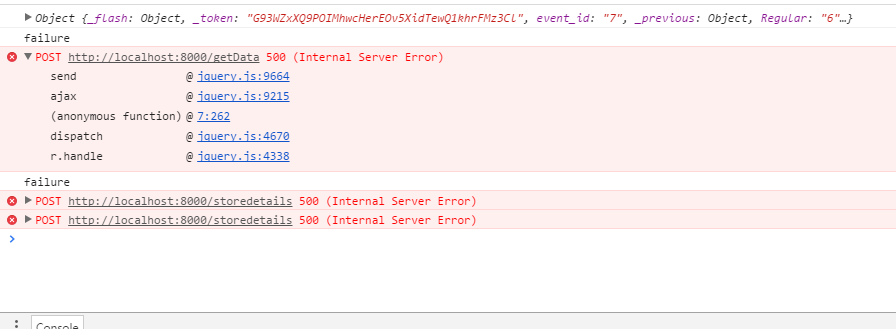 Object {_flash: Object, _token: "G93WZxXQ9POIMhwcHerEOv5XidTewQ1khrFMz3Cl", event_id: "7", _previous: Object, Regular: "6"…}
failure
POST http://localhost:8000/getData 500 (Internal Server Error)
send @ jquery.js:9664
ajax @ jquery.js:9215
(anonymous function) @ 7:262
dispatch @ jquery.js:4670
r.handle @ jquery.js:4338
failure
POST http://localhost:8000/storedetails 500 (Internal Server Error)
POST http://localhost:8000/storedetails 500 (Internal Server Error)
Console